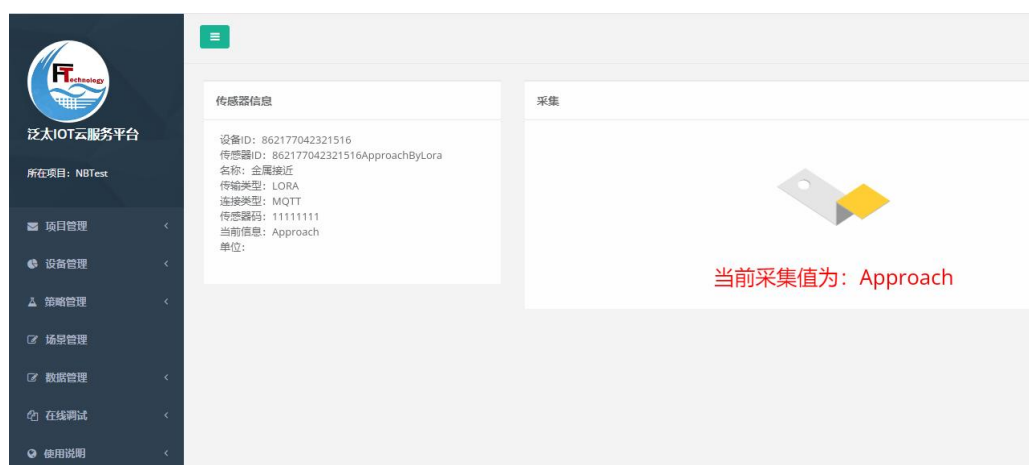 FTechnology
泛太IOT云服务平台
所在项目：NBTest
项目管理
设备管理
策略管理
场景管理
数据管理
在线调试
使用说明
传感器信息
设备ID：862177042321516
传感器ID：862177042321516ApproachByLora
名称：金属接近
传输类型：LORA
连接类型：MQTT
传感器码：11111111
当前信息：Approach
单位：
采集
当前采集值为：Approach